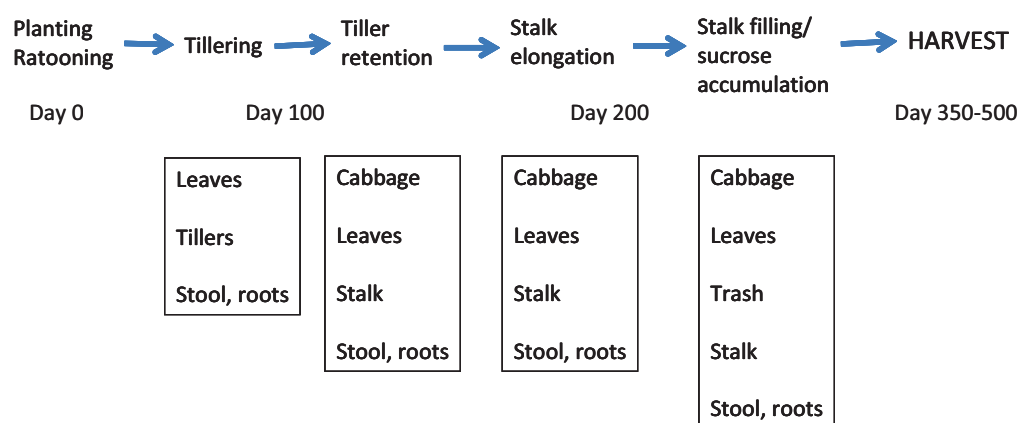 Planting
Ratooning
Tillering
Tiller
retention
Stalk
elongation
Stalk filling/
sucrose
accumulation
HARVEST
Day 0
Day 100
Day 200
Day 350-500
Leaves
Tillers
Stool, roots
Cabbage
Leaves
Stalk
Stool, roots
Cabbage
Leaves
Stalk
Stool, roots
Cabbage
Leaves
Trash
Stalk
Stool, roots